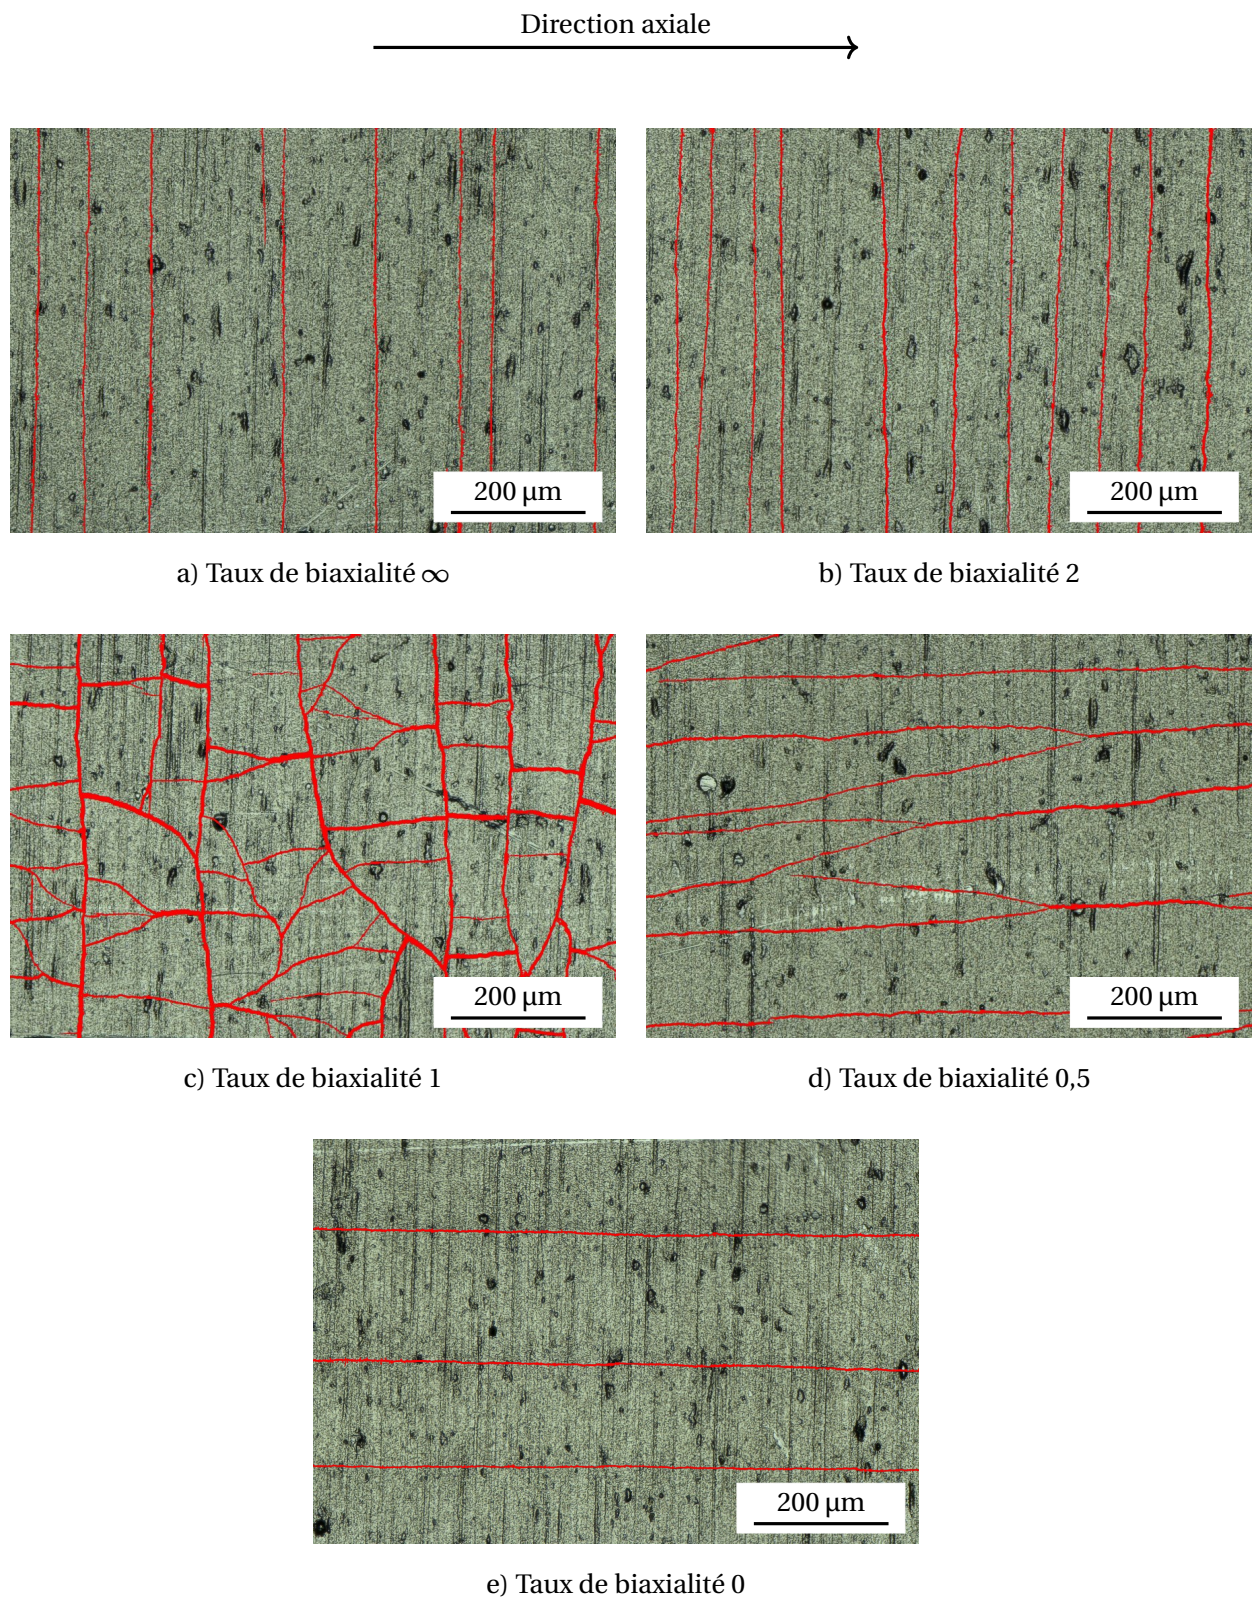 Direction axiale
200 µm
200 µm
a) Taux de biaxialité ∞
b) Taux de biaxialité 2
200 µm
200 µm
c) Taux de biaxialité 1
d) Taux de biaxialité 0,5
200 µm
e) Taux de biaxialité 0